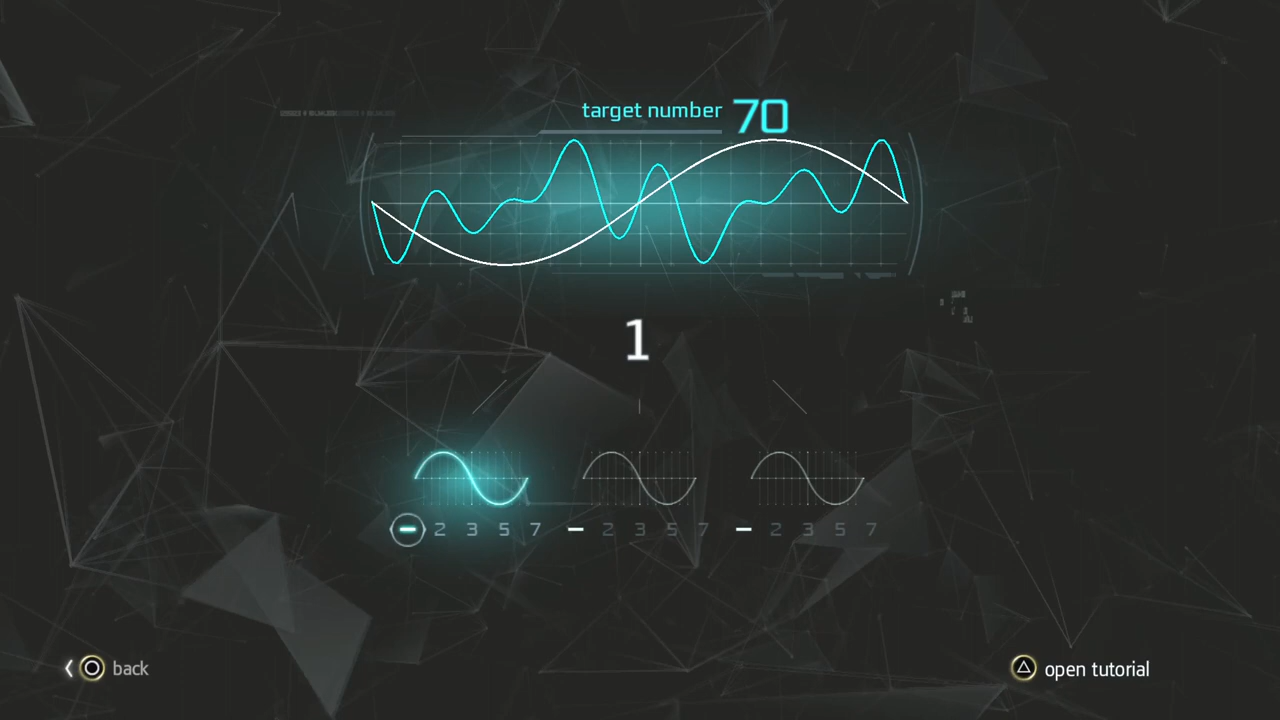 target number 70
1
2 3 5 7 2 3 5 7 2 3 5 7
back open tutorial